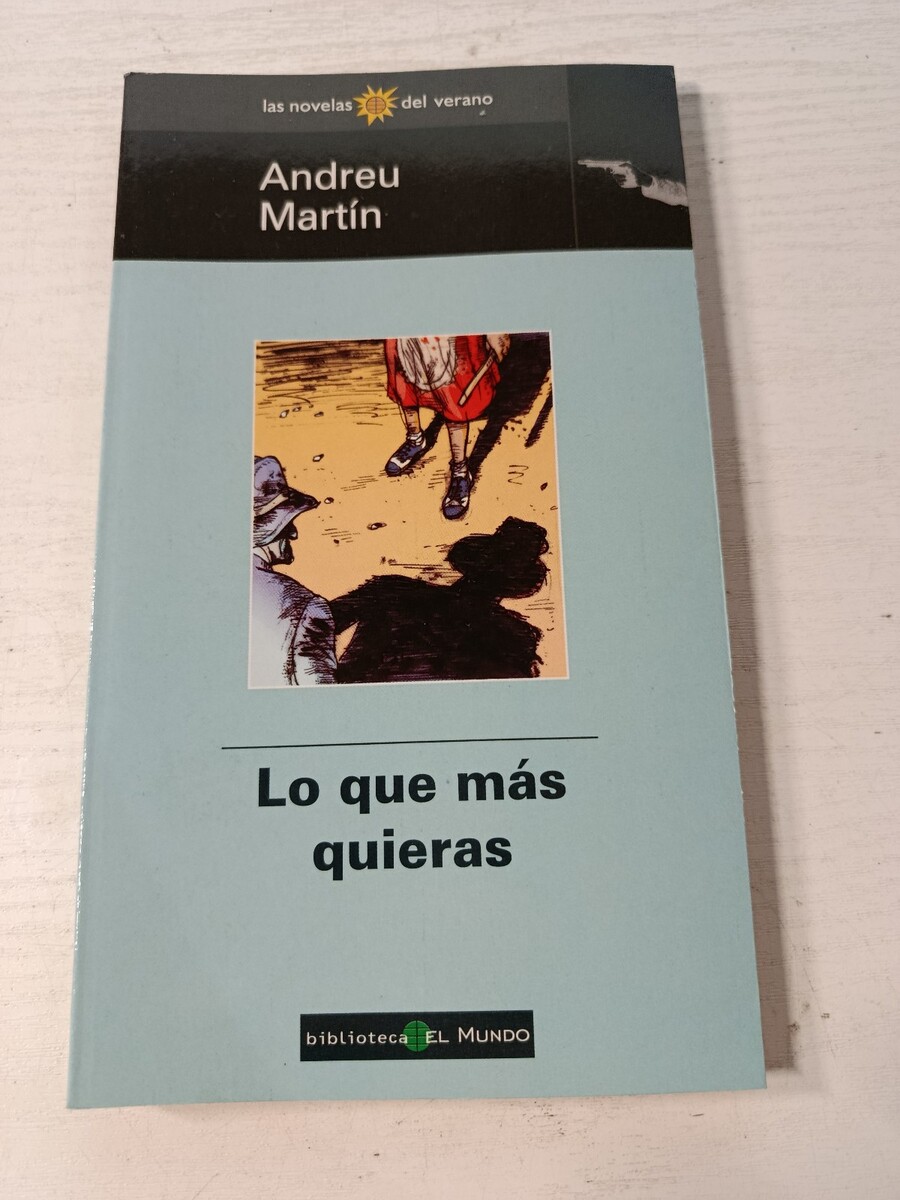 las novelas del verano
Andreu
Martín
Lo que más
quieras
biblioteca EL MUNDO